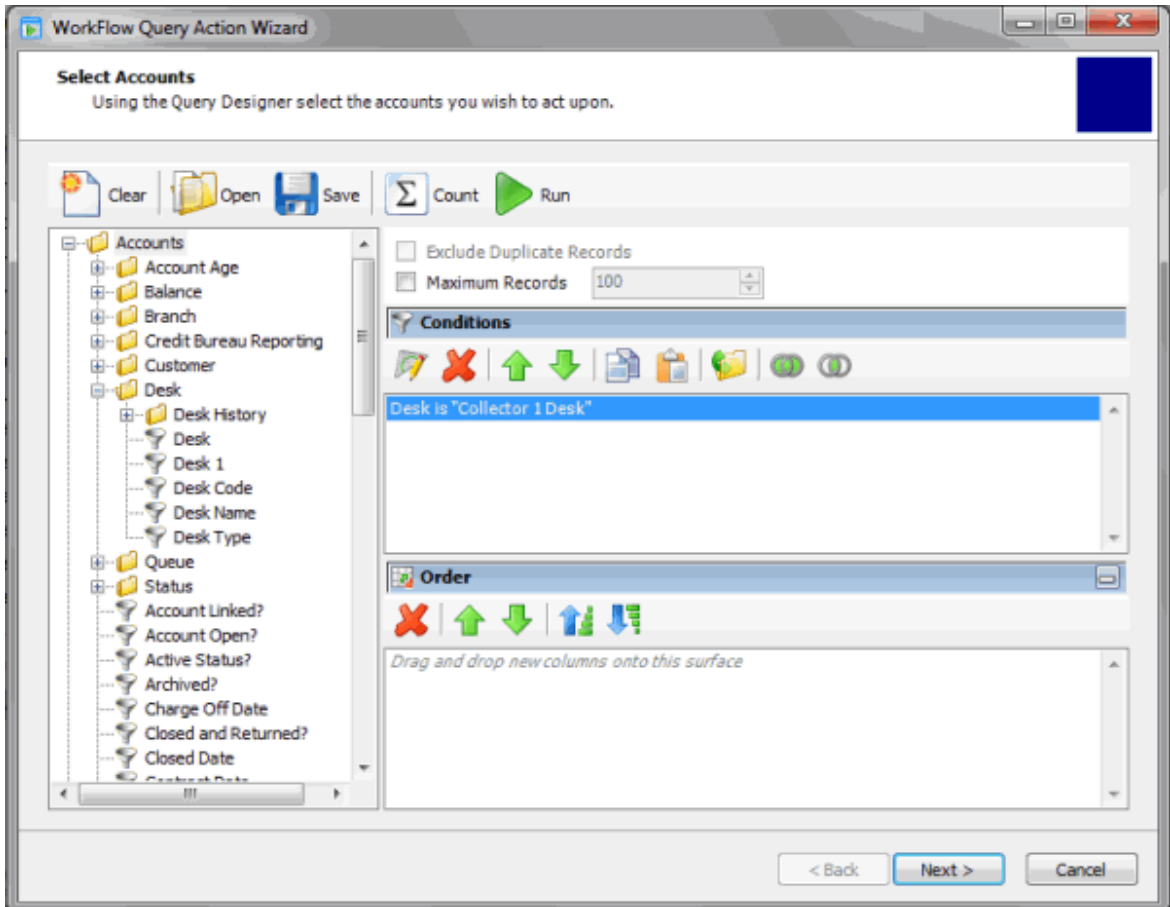 WorkFlow Query Action Wizard
Select Accounts
Using the Query Designer select the accounts you wish to act upon.
Clear Open Save Count Run
Accounts
Account Age
Balance
Branch
Credit Bureau Reporting
Customer
Desk
Desk History
Desk
Desk 1
Desk Code
Desk Name
Desk Type
Queue
Status
Account Linked?
Account Open?
Active Status?
Archived?
Charge Off Date
Closed and Returned?
Closed Date
Exclude Duplicate Records
Maximum Records 100
Conditions
Desk is "Collector 1 Desk"
Order
Drag and drop new columns onto this surface
< Back Next > Cancel